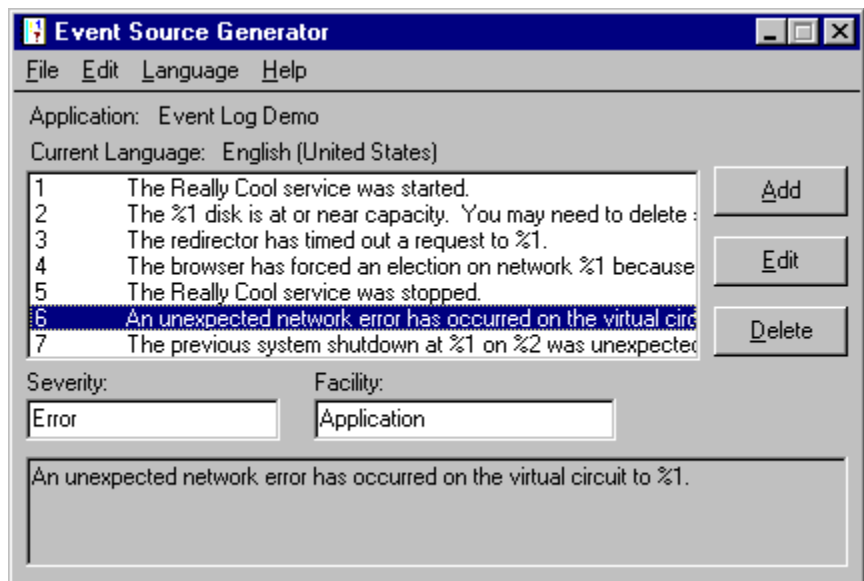 Event Source Generator
File Edit Language Help
Application: Event Log Demo
Current Language: English (United States)
1 The Really Cool service was started.
2 The %1 disk is at or near capacity. You may need to delete
3 The redirector has timed out a request to %1.
4 The browser has forced an election on network %1 because
5 The Really Cool service was stopped.
6 An unexpected network error has occurred on the virtual circ
7 The previous system shutdown at %1 on %2 was unexpected
Add
Edit
Delete
Severity: Facility:
Error Application
An unexpected network error has occurred on the virtual circuit to %1.